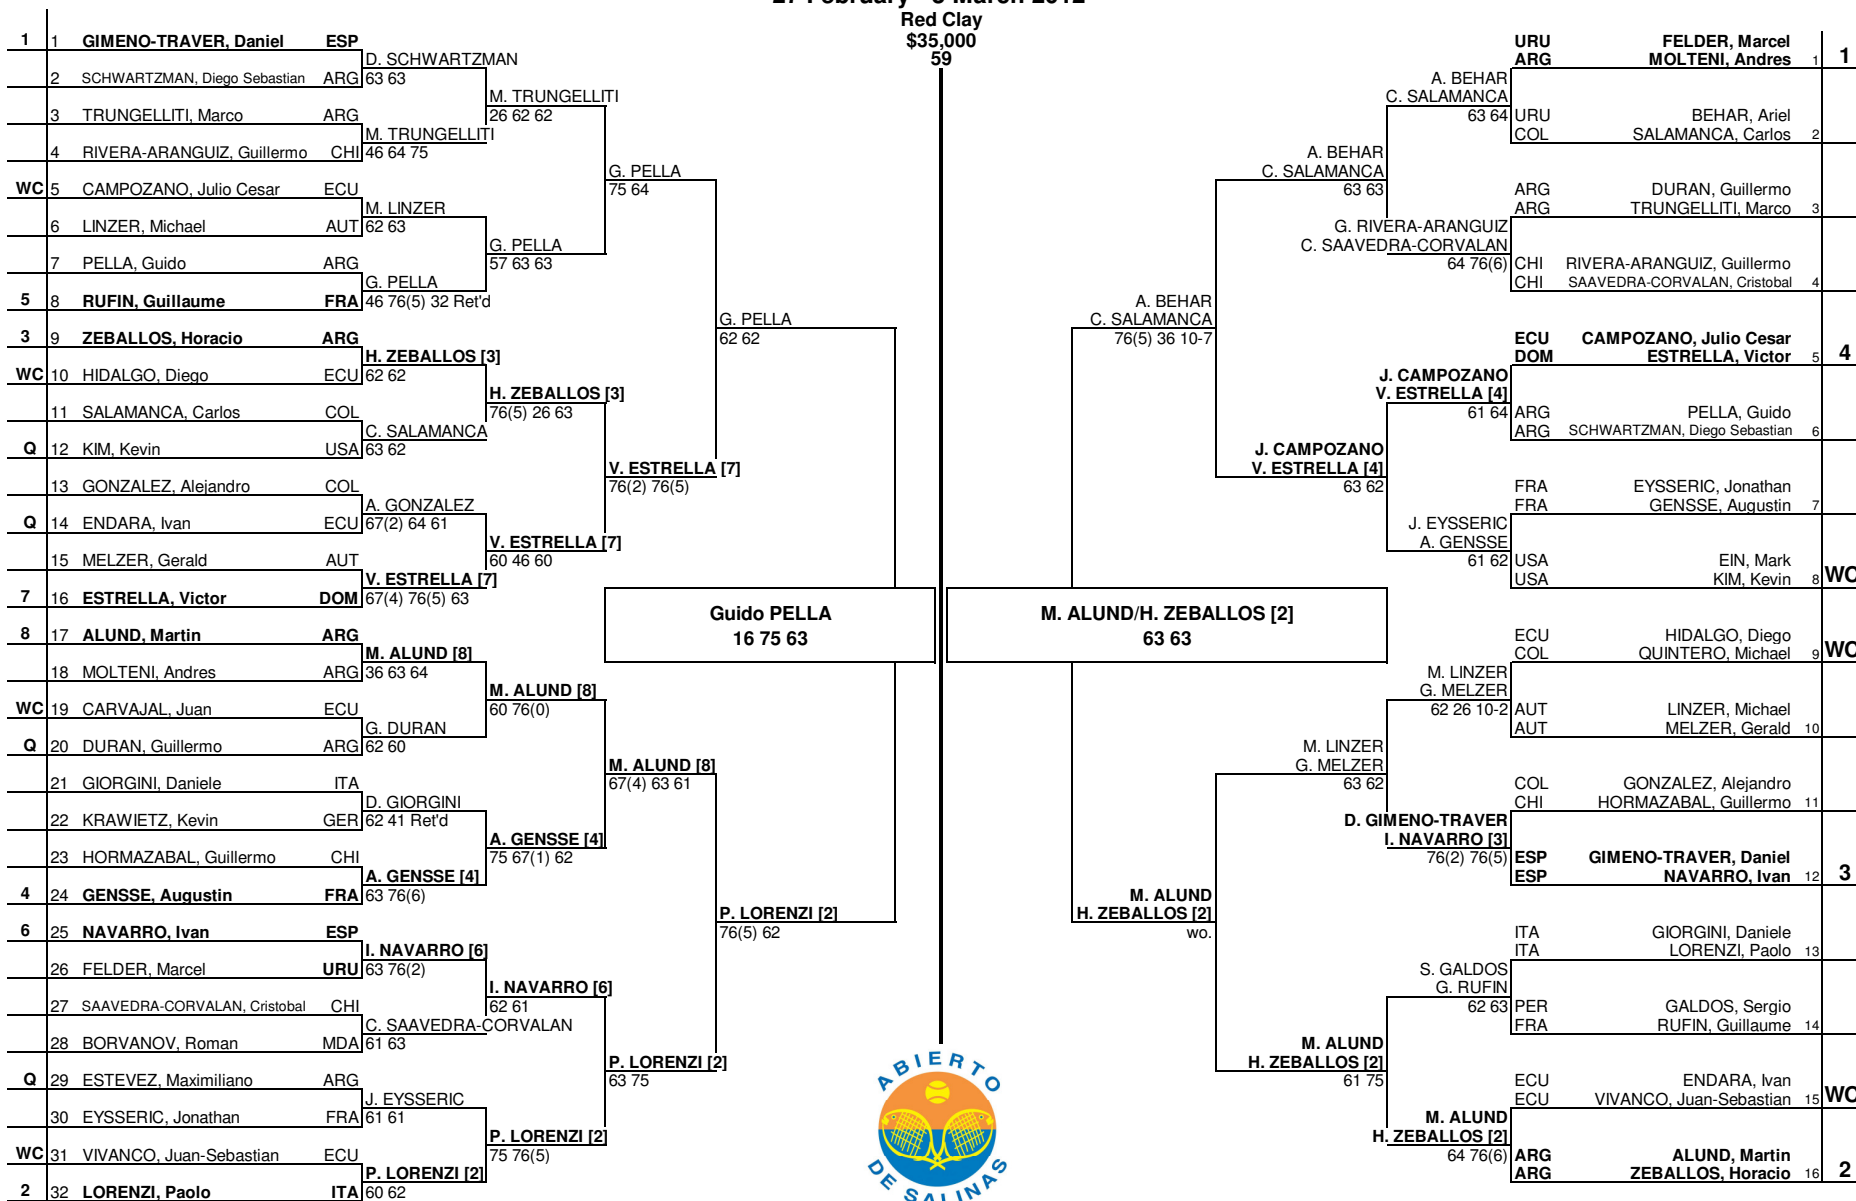 Red Clay
$35,000
59
1 1 GIMENO-TRAVER, Daniel ESP
2 SCHWARTZMAN, Diego Sebastian ARG
3 TRUNGELLITI, Marco ARG
4 RIVERA-ARANGUIZ, Guillermo CHI
WC 5 CAMPOZANO, Julio Cesar ECU
6 LINZER, Michael AUT
7 PELLA, Guido ARG
5 8 RUFIN, Guillaume FRA
3 9 ZEBALLOS, Horacio ARG
WC 10 HIDALGO, Diego ECU
11 SALAMANCA, Carlos COL
Q 12 KIM, Kevin USA
13 GONZALEZ, Alejandro COL
Q 14 ENDARA, Ivan ECU
15 MELZER, Gerald AUT
7 16 ESTRELLA, Victor DOM
8 17 ALUND, Martin ARG
18 MOLTENI, Andres ARG
WC 19 CARVAJAL, Juan ECU
Q 20 DURAN, Guillermo ARG
21 GIORGINI, Daniele ITA
22 KRAWIETZ, Kevin GER
23 HORMAZABAL, Guillermo CHI
4 24 GENSSE, Augustin FRA
6 25 NAVARRO, Ivan ESP
26 FELDER, Marcel URU
27 SAAVEDRA-CORVALAN, Cristobal CHI
28 BORVANOV, Roman MDA
Q 29 ESTEVEZ, Maximiliano ARG
30 EYSSERIC, Jonathan FRA
WC 31 VIVANCO, Juan-Sebastian ECU
2 32 LORENZI, Paolo ITA
D. SCHWARTZMAN
63 63
M. TRUNGELLITI
46 64 75
M. LINZER
62 63
G. PELLA
46 76(5) 32 Ret'd
H. ZEBALLOS [3]
62 62
C. SALAMANCA
63 62
A. GONZALEZ
67(2) 64 61
V. ESTRELLA [7]
67(4) 76(5) 63
M. ALUND [8]
36 63 64
G. DURAN
62 60
D. GIORGINI
62 41 Ret'd
A. GENSSE [4]
63 76(6)
I. NAVARRO [6]
63 76(2)
C. SAAVEDRA-CORVALAN
61 63
J. EYSSERIC
61 61
P. LORENZI [2]
60 62
M. TRUNGELLITI
26 62 62
G. PELLA
57 63 63
H. ZEBALLOS [3]
76(5) 26 63
V. ESTRELLA [7]
60 46 60
M. ALUND [8]
60 76(0)
A. GENSSE [4]
75 67(1) 62
I. NAVARRO [6]
62 61
P. LORENZI [2]
75 76(5)
G. PELLA
75 64
V. ESTRELLA [7]
76(2) 76(5)
M. ALUND [8]
67(4) 63 61
P. LORENZI [2]
63 75
G. PELLA
62 62
P. LORENZI [2]
76(5) 62
Guido PELLA
16 75 63
M. ALUND/H. ZEBALLOS [2]
63 63
A. BEHAR
C. SALAMANCA
76(5) 36 10-7
M. ALUND
H. ZEBALLOS [2]
wo.
A. BEHAR
C. SALAMANCA
63 63
J. CAMPOZANO
V. ESTRELLA [4]
63 62
M. LINZER
G. MELZER
63 62
M. ALUND
H. ZEBALLOS [2]
61 75
A. BEHAR
C. SALAMANCA
63 64
G. RIVERA-ARANGUIZ
C. SAAVEDRA-CORVALAN
64 76(6)
J. CAMPOZANO
V. ESTRELLA [4]
61 64
J. EYSSERIC
A. GENSSE
61 62
M. LINZER
G. MELZER
62 26 10-2
D. GIMENO-TRAVER
I. NAVARRO [3]
76(2) 76(5)
S. GALDOS
G. RUFIN
62 63
M. ALUND
H. ZEBALLOS [2]
64 76(6)
URU FELDER, Marcel
ARG MOLTENI, Andres 1 1
URU BEHAR, Ariel
COL SALAMANCA, Carlos 2
ARG DURAN, Guillermo
ARG TRUNGELLITI, Marco 3
CHI RIVERA-ARANGUIZ, Guillermo
CHI SAAVEDRA-CORVALAN, Cristobal 4
ECU CAMPOZANO, Julio Cesar
DOM ESTRELLA, Victor 5 4
ARG PELLA, Guido
ARG SCHWARTZMAN, Diego Sebastian 6
FRA EYSSERIC, Jonathan
FRA GENSSE, Augustin 7
USA EIN, Mark
USA KIM, Kevin 8 WC
ECU HIDALGO, Diego
COL QUINTERO, Michael 9 WC
AUT LINZER, Michael
AUT MELZER, Gerald 10
COL GONZALEZ, Alejandro
CHI HORMAZABAL, Guillermo 11
ESP GIMENO-TRAVER, Daniel
ESP NAVARRO, Ivan 12 3
ITA GIORGINI, Daniele
ITA LORENZI, Paolo 13
PER GALDOS, Sergio
FRA RUFIN, Guillaume 14
ECU ENDARA, Ivan
ECU VIVANCO, Juan-Sebastian 15 WC
ARG ALUND, Martin
ARG ZEBALLOS, Horacio 16 2
ABIERTO
DE SALINAS